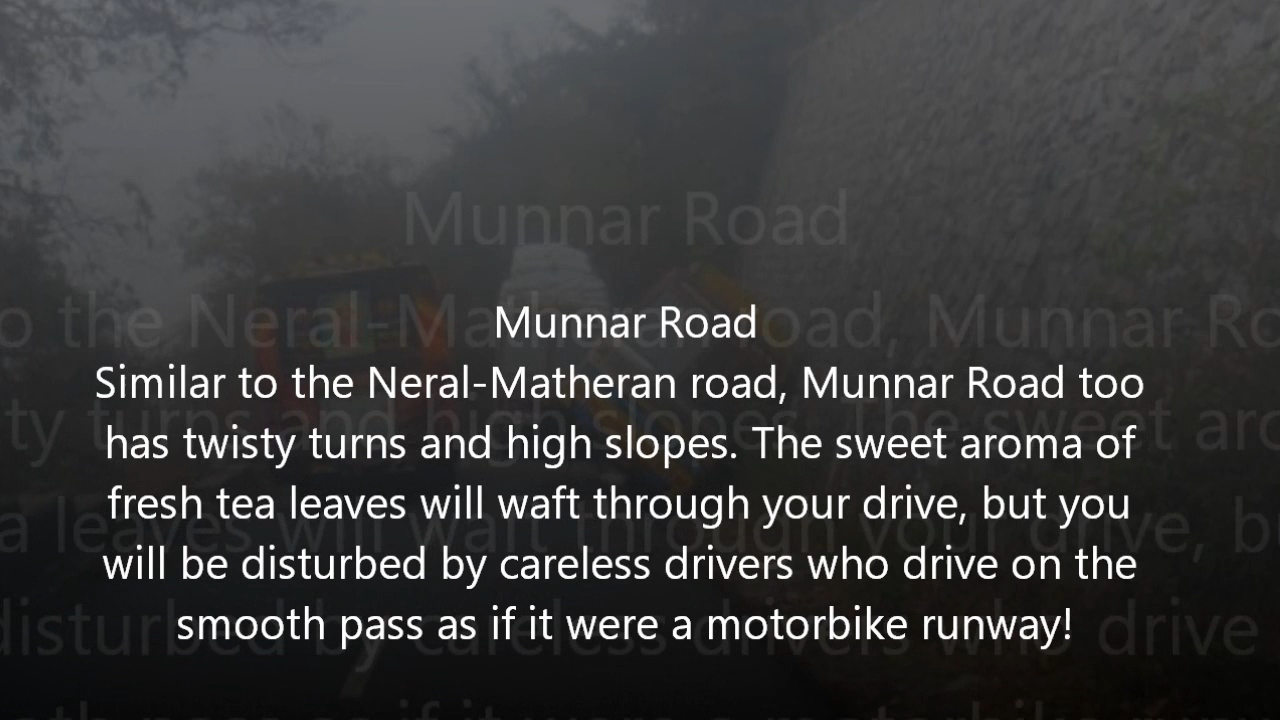 Munnar Road
Similar to the Neral-Matheran road, Munnar Road too
has twisty turns and high slopes. The sweet aroma of
fresh tea leaves will waft through your drive, but you
will be disturbed by careless drivers who drive on the
smooth pass as if it were a motorbike runway!